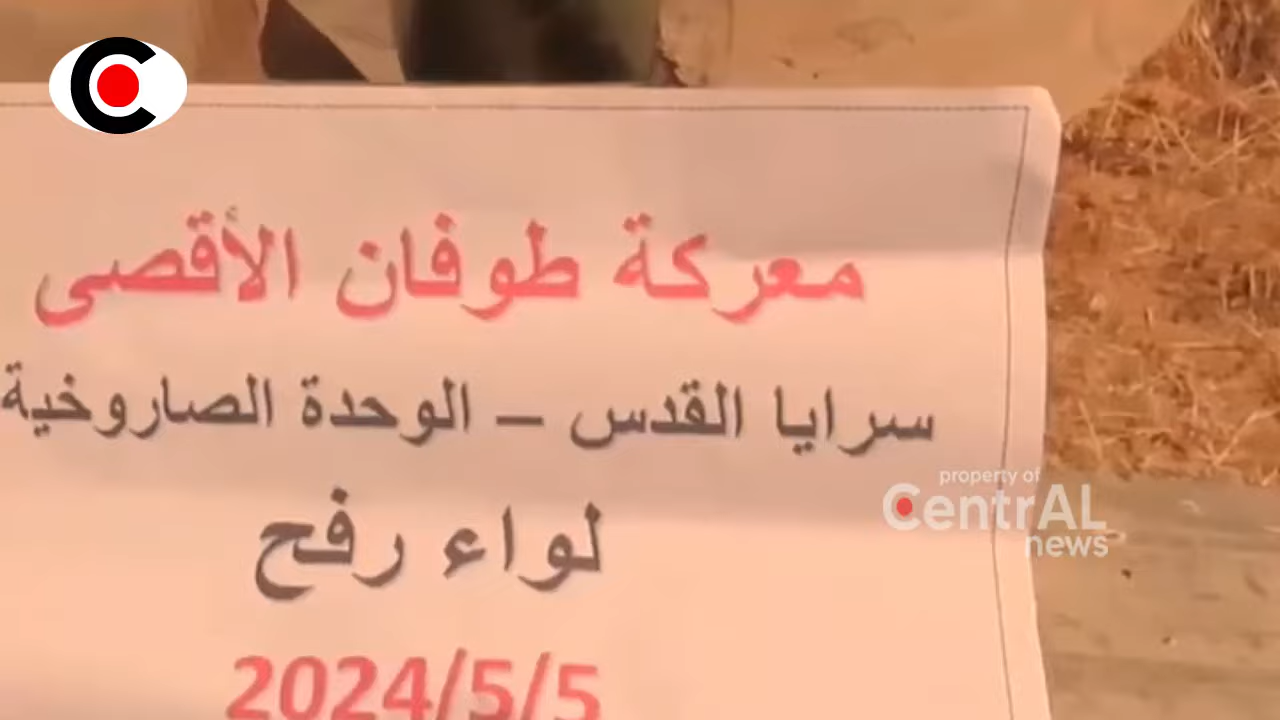 معركة طوفان الأقصى
سرايا القدس – الوحدة الصاروخية
لواء رفح
2024/5/5
property of
CentrAL
news